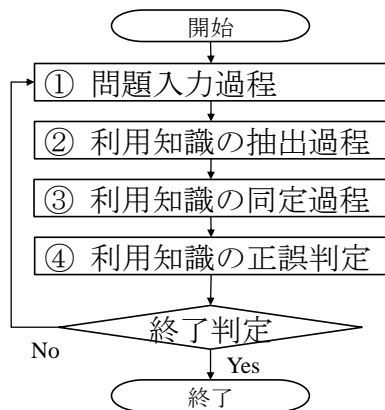 開始
① 問題入力過程
② 利用知識の抽出過程
③ 利用知識の同定過程
④ 利用知識の正誤判定
終了判定
No
Yes
終了